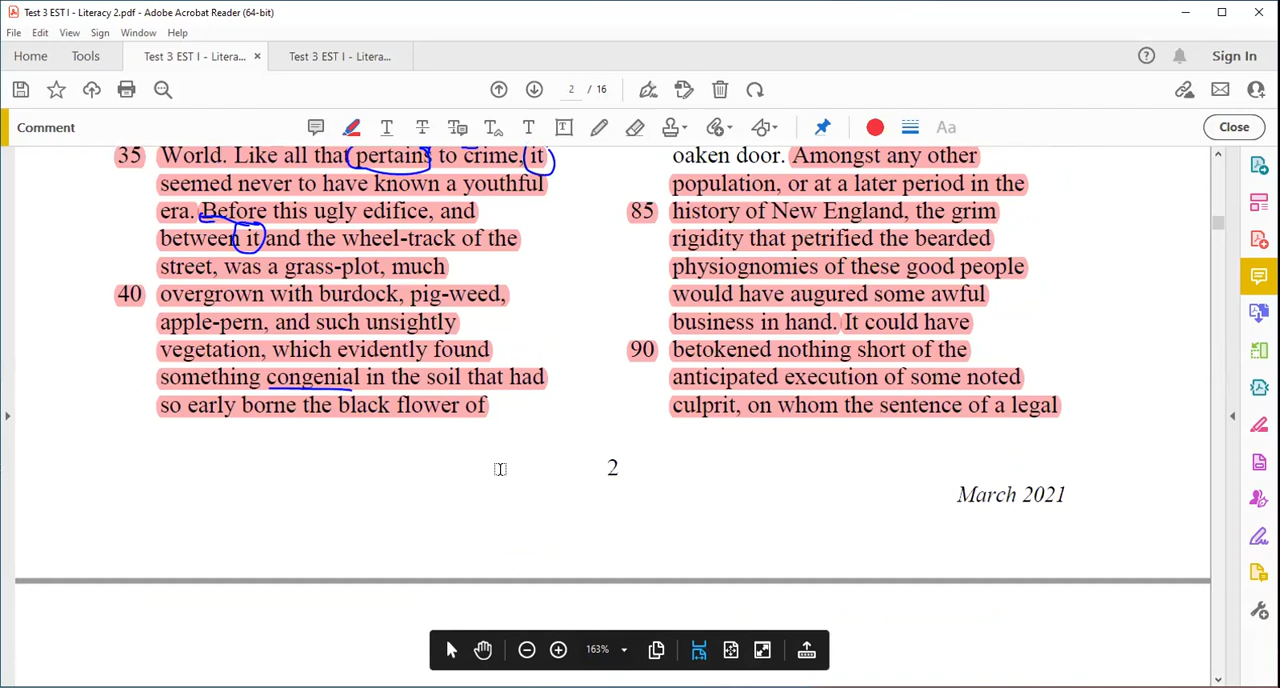 Test 3 EST I - Literacy 2.pdf - Adobe Acrobat Reader (64-bit)
File Edit View Sign Window Help
Home Tools Test 3 EST I - Litera... × Test 3 EST I - Litera... Sign In
2 / 16
Comment Aa Close
35 World. Like all that pertains to crime, it
seemed never to have known a youthful
era. Before this ugly edifice, and
between it and the wheel-track of the
street, was a grass-plot, much
40 overgrown with burdock, pig-weed,
apple-pern, and such unsightly
vegetation, which evidently found
something congenial in the soil that had
so early borne the black flower of
oaken door. Amongst any other
population, or at a later period in the
85 history of New England, the grim
rigidity that petrified the bearded
physiognomies of these good people
would have augured some awful
business in hand. It could have
90 betokened nothing short of the
anticipated execution of some noted
culprit, on whom the sentence of a legal
2
March 2021
163%